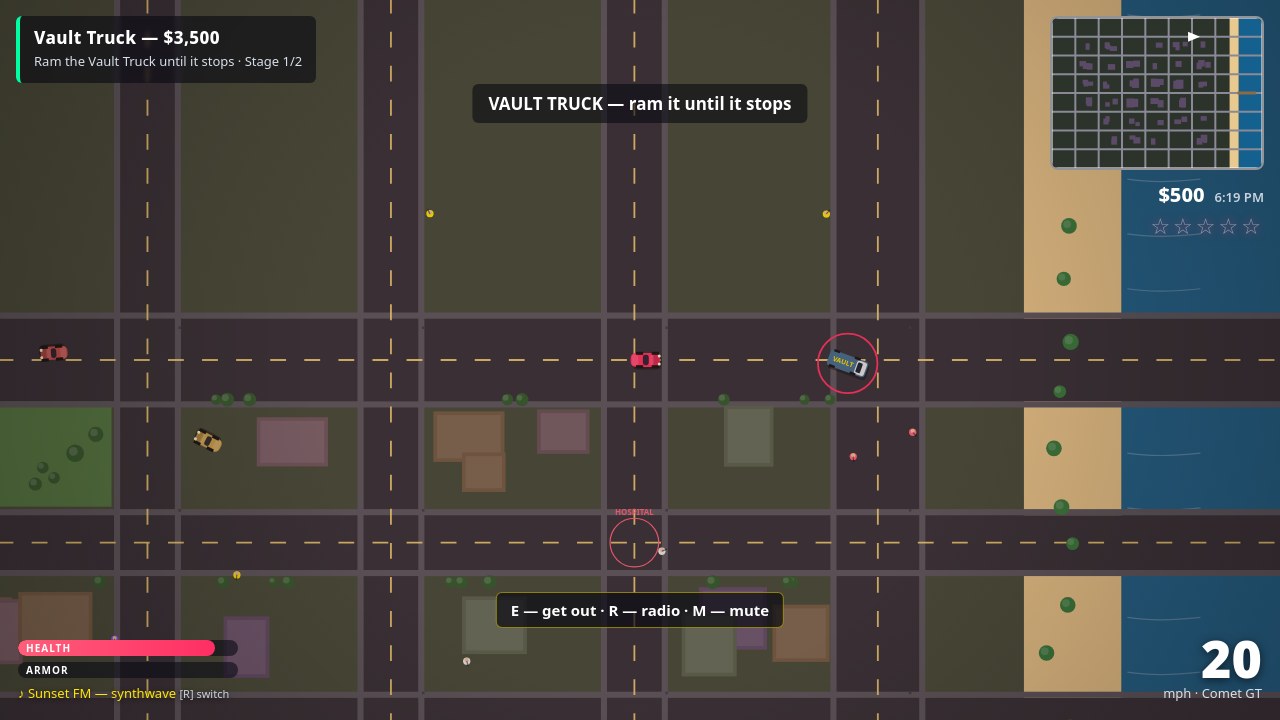 Vault Truck — $3,500
Ram the Vault Truck until it stops · Stage 1/2
VAULT TRUCK — ram it until it stops
$500 6:19 PM
☆☆☆☆☆
VAULT
HOSPITAL
E — get out · R — radio · M — mute
HEALTH
ARMOR
♪ Sunset FM — synthwave [R] switch
20
mph · Comet GT